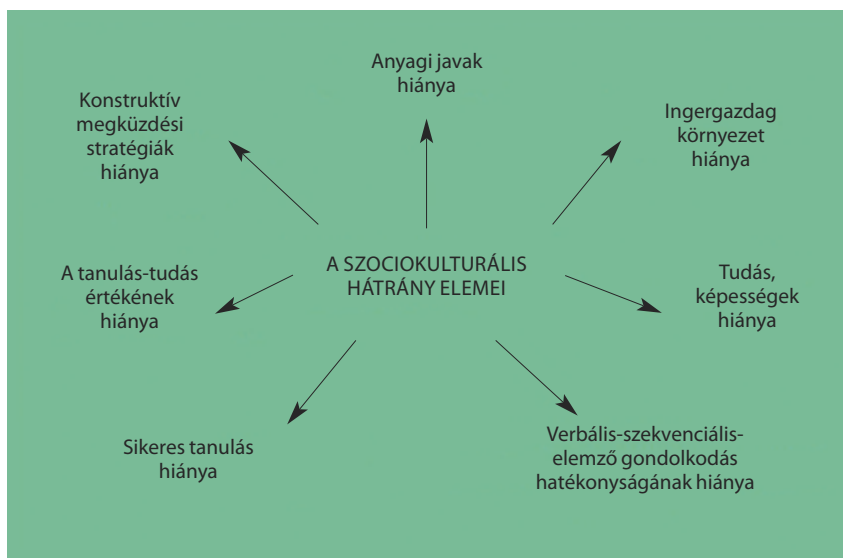 Anyagi javak
hiánya
Konstruktív
megküzdési
stratégiák
hiánya
Ingergazdag
környezet
hiánya
A SZOCIOKULTURÁLIS
HÁTRÁNY ELEMEI
A tanulás-tudás
értékének
hiánya
Tudás,
képességek
hiánya
Sikeres tanulás
hiánya
Verbális-szekvenciális-
elemző gondolkodás
hatékonyságának hiánya